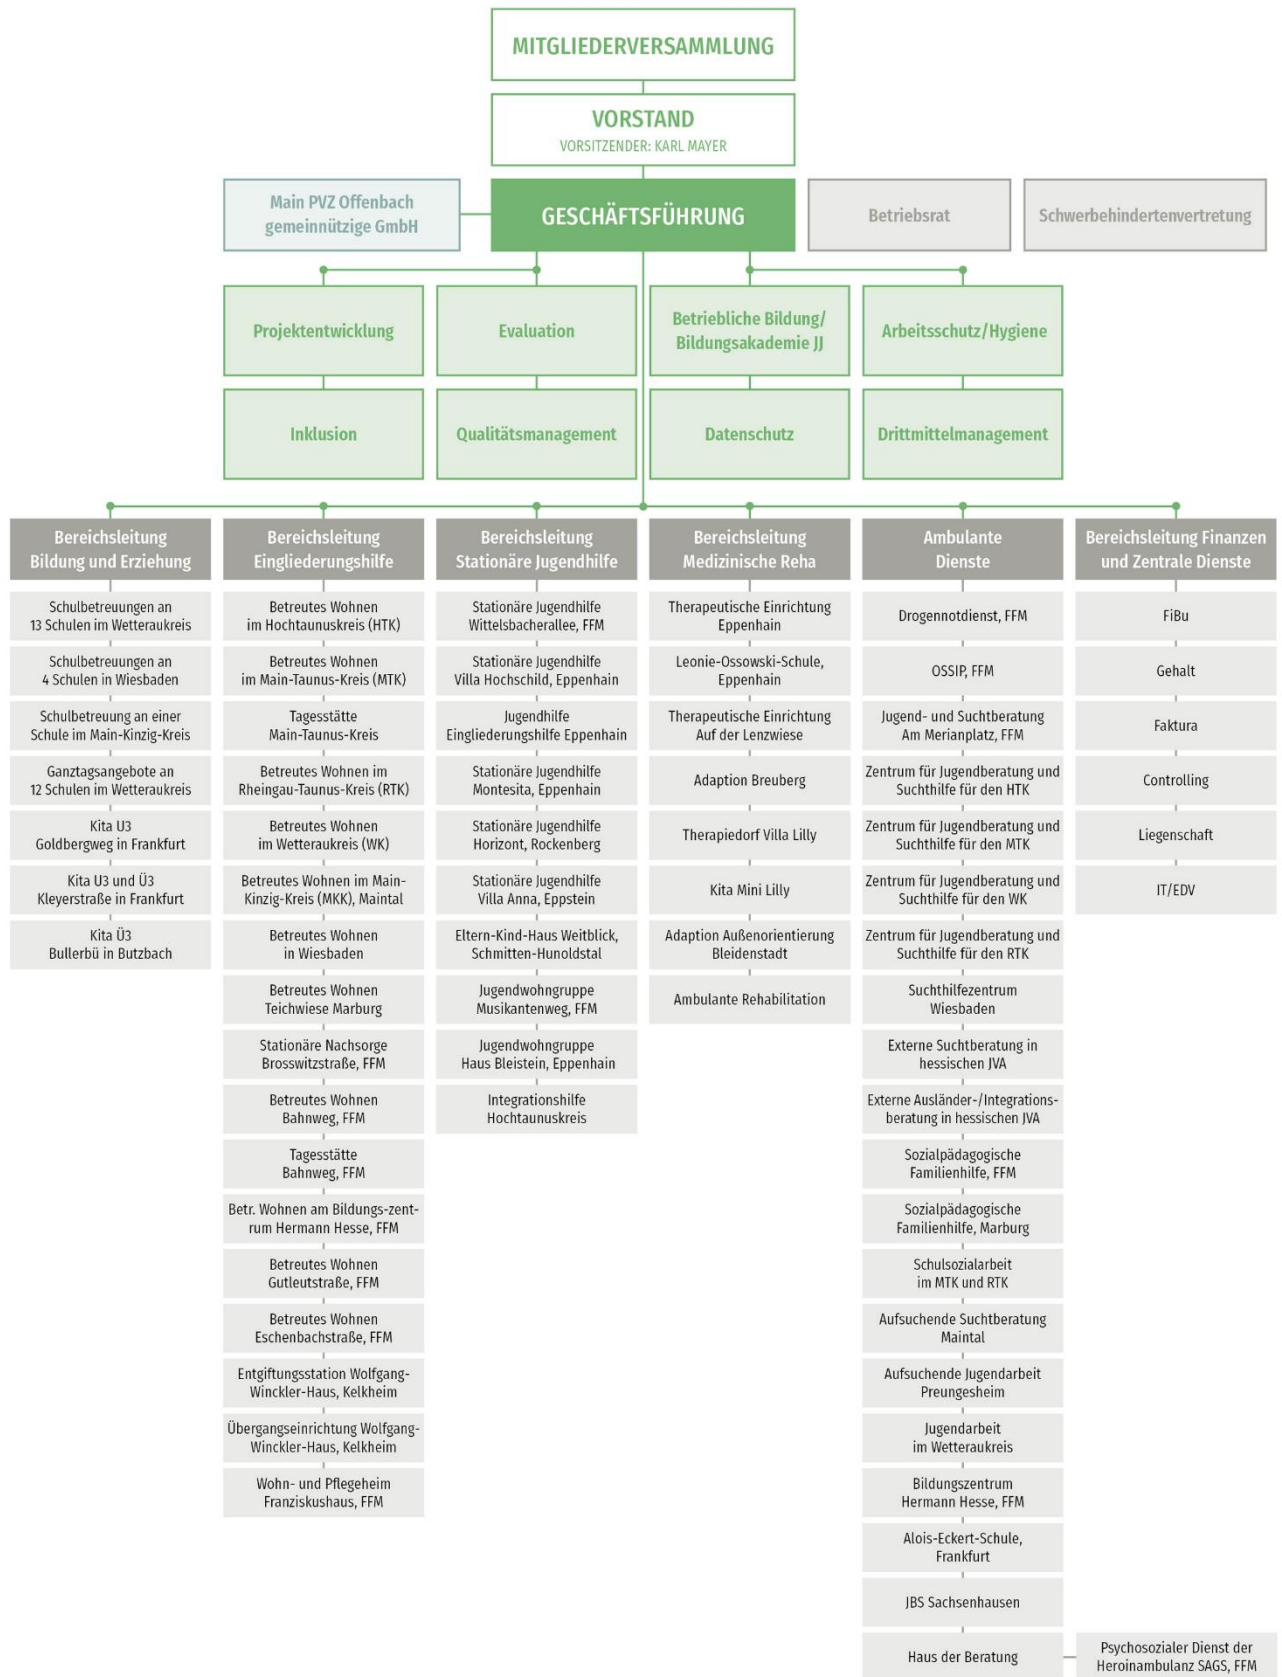 MITGLIEDERVERSAMMLUNG
VORSTAND
VORSITZENDER: KARL MAYER
Main PVZ Offenbach
gemeinnützige GmbH
GESCHÄFTSFÜHRUNG
Betriebsrat
Schwerbehindertenvertretung
Projektentwicklung
Evaluation
Betriebliche Bildung/
Bildungsakademie JJ
Arbeitsschutz/Hygiene
Inklusion
Qualitätsmanagement
Datenschutz
Drittmittelmanagement
Bereichsleitung
Bildung und Erziehung
Schulbetreuungen an
13 Schulen im Wetteraukreis
Schulbetreuungen an
4 Schulen in Wiesbaden
Schulbetreuung an einer
Schule im Main-Kinzig-Kreis
Ganztagsangebote an
12 Schulen im Wetteraukreis
Kita U3
Goldbergweg in Frankfurt
Kita U3 und Ü3
Kleyerstraße in Frankfurt
Kita Ü3
Bullerbü in Butzbach
Bereichsleitung
Eingliederungshilfe
Betreutes Wohnen
im Hochtaunuskreis (HTK)
Betreutes Wohnen
im Main-Taunus-Kreis (MTK)
Tagesstätte
Main-Taunus-Kreis
Betreutes Wohnen im
Rheingau-Taunus-Kreis (RTK)
Betreutes Wohnen
im Wetteraukreis (WK)
Betreutes Wohnen im Main-
Kinzig-Kreis (MKK), Maintal
Betreutes Wohnen
in Wiesbaden
Betreutes Wohnen
Teichwiese Marburg
Stationäre Nachsorge
Brosswitzstraße, FFM
Betreutes Wohnen
Bahnweg, FFM
Tagesstätte
Bahnweg, FFM
Betr. Wohnen am Bildungs-zent-
rum Hermann Hesse, FFM
Betreutes Wohnen
Gutleutstraße, FFM
Betreutes Wohnen
Eschenbachstraße, FFM
Entgiftungsstation Wolfgang-
Winckler-Haus, Kelkheim
Übergangseinrichtung Wolfgang-
Winckler-Haus, Kelkheim
Wohn- und Pflegeheim
Franziskushaus, FFM
Bereichsleitung
Stationäre Jugendhilfe
Stationäre Jugendhilfe
Wittelsbacherallee, FFM
Stationäre Jugendhilfe
Villa Hochschild, Eppenhain
Jugendhilfe
Eingliederungshilfe Eppenhain
Stationäre Jugendhilfe
Montesita, Eppenhain
Stationäre Jugendhilfe
Horizont, Rockenberg
Stationäre Jugendhilfe
Villa Anna, Eppstein
Eltern-Kind-Haus Weitblick,
Schmitten-Hunoldstal
Jugendwohngruppe
Musikantenweg, FFM
Jugendwohngruppe
Haus Bleistein, Eppenhain
Integrationshilfe
Hochtaunuskreis
Bereichsleitung
Medizinische Reha
Therapeutische Einrichtung
Eppenhain
Leonie-Ossowski-Schule,
Eppenhain
Therapeutische Einrichtung
Auf der Lenzwiese
Adaption Breuberg
Therapiedorf Villa Lilly
Kita Mini Lilly
Adaption Außenorientierung
Bleidenstadt
Ambulante Rehabilitation
Ambulante
Dienste
Drogennotdienst, FFM
OSSIP, FFM
Jugend- und Suchtberatung
Am Merianplatz, FFM
Zentrum für Jugendberatung und
Suchthilfe für den HTK
Zentrum für Jugendberatung und
Suchthilfe für den MTK
Zentrum für Jugendberatung und
Suchthilfe für den WK
Zentrum für Jugendberatung und
Suchthilfe für den RTK
Suchthilfezentrum
Wiesbaden
Externe Suchtberatung in
hessischen JVA
Externe Ausländer-/Integrations-
beratung in hessischen JVA
Sozialpädagogische
Familienhilfe, FFM
Sozialpädagogische
Familienhilfe, Marburg
Schulsozialarbeit
im MTK und RTK
Aufsuchende Suchtberatung
Maintal
Aufsuchende Jugendarbeit
Preungesheim
Jugendarbeit
im Wetteraukreis
Bildungszentrum
Hermann Hesse, FFM
Alois-Eckert-Schule,
Frankfurt
JBS Sachsenhausen
Haus der Beratung
Psychosozialer Dienst der
Heroinambulanz SAGS, FFM
Bereichsleitung Finanzen
und Zentrale Dienste
FiBu
Gehalt
Faktura
Controlling
Liegenschaft
IT/EDV